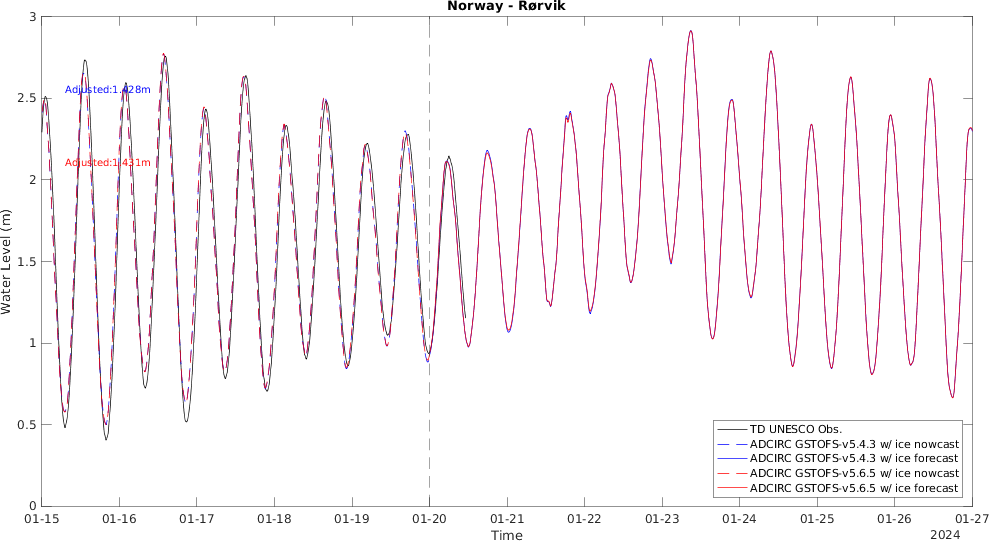 Norway - Rørvik
3
2.5
2
1.5
1
0.5
0
Water Level (m)
Adjusted:1.428m
Adjusted:1.431m
TD UNESCO Obs.
ADCIRC GSTOFS-v5.4.3 w/ ice nowcast
ADCIRC GSTOFS-v5.4.3 w/ ice forecast
ADCIRC GSTOFS-v5.6.5 w/ ice nowcast
ADCIRC GSTOFS-v5.6.5 w/ ice forecast
01-15 01-16 01-17 01-18 01-19 01-20 01-21 01-22 01-23 01-24 01-25 01-26 01-27
Time
2024